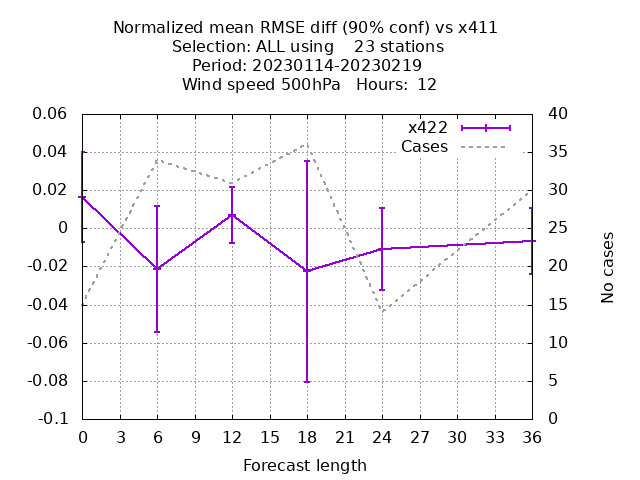 Normalized mean RMSE diff (90% conf) vs x411
Selection: ALL using    23 stations
Period: 20230114-20230219
Wind speed 500hPa   Hours:  12
x422
Cases
0.06
0.04
0.02
0
-0.02
-0.04
-0.06
-0.08
-0.1
40
35
30
25
20
15
10
5
0
No cases
0 3 6 9 12 15 18 21 24 27 30 33 36
Forecast length